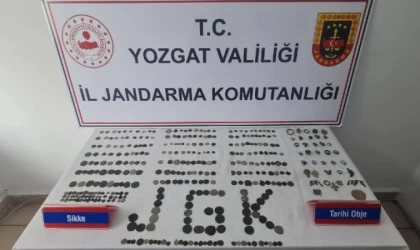 T.C.
YOZGAT VALİLİĞİ
İL JANDARMA KOMUTANLIĞI
JGK
Sikke
Tarihi Obje